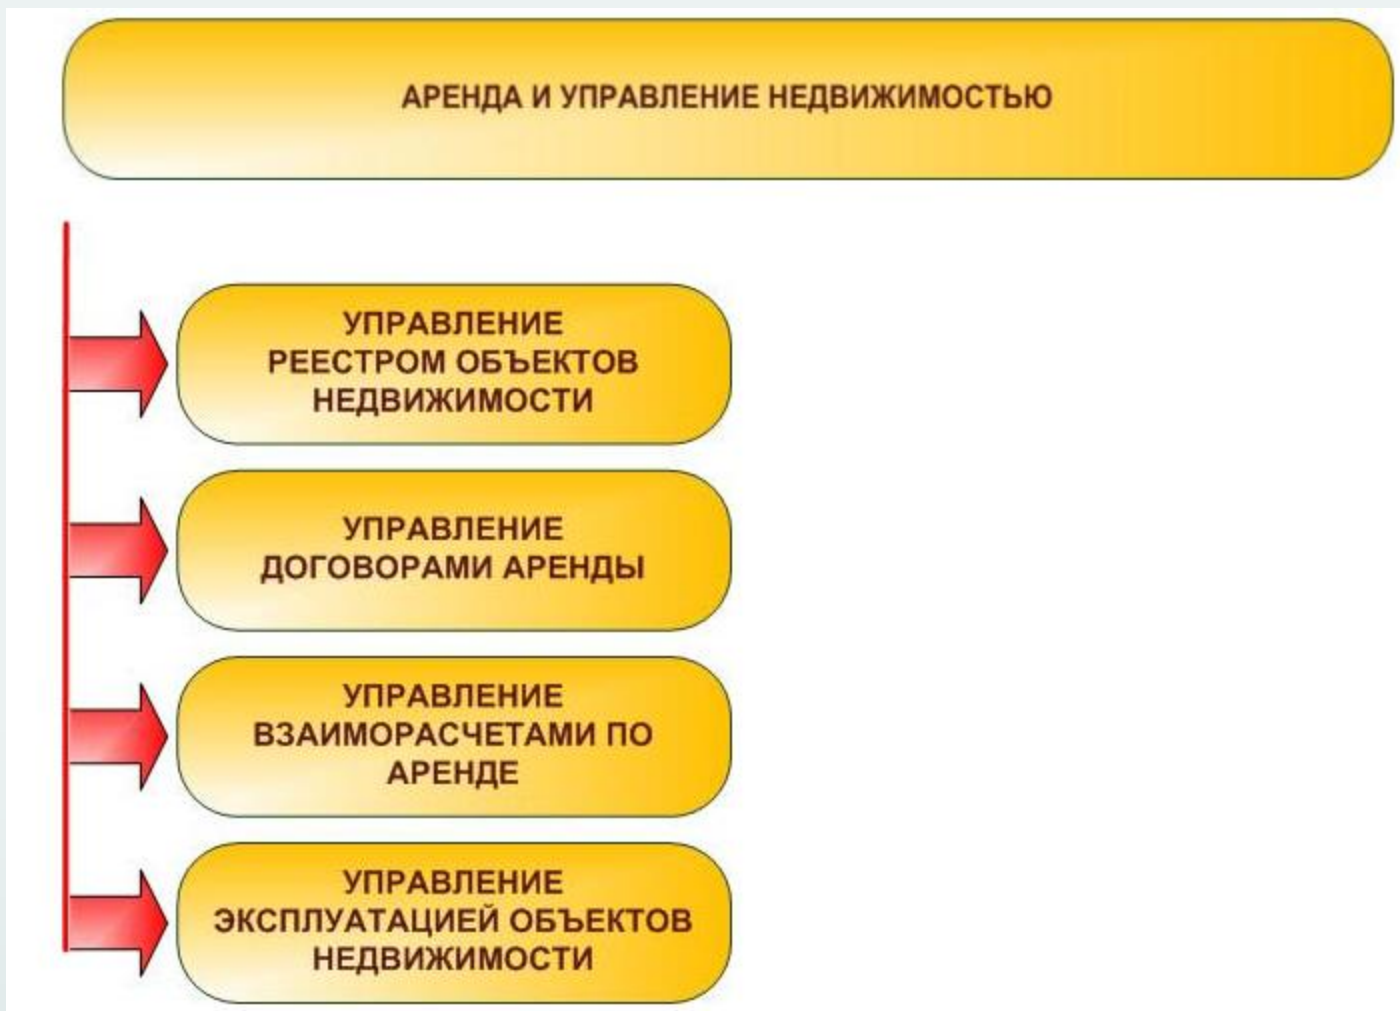 АРЕНДА И УПРАВЛЕНИЕ НЕДВИЖИМОСТЬЮ
УПРАВЛЕНИЕ
РЕЕСТРОМ ОБЪЕКТОВ
НЕДВИЖИМОСТИ
УПРАВЛЕНИЕ
ДОГОВОРАМИ АРЕНДЫ
УПРАВЛЕНИЕ
ВЗАИМОРАСЧЕТАМИ ПО
АРЕНДЕ
УПРАВЛЕНИЕ
ЭКСПЛУАТАЦИЕЙ ОБЪЕКТОВ
НЕДВИЖИМОСТИ